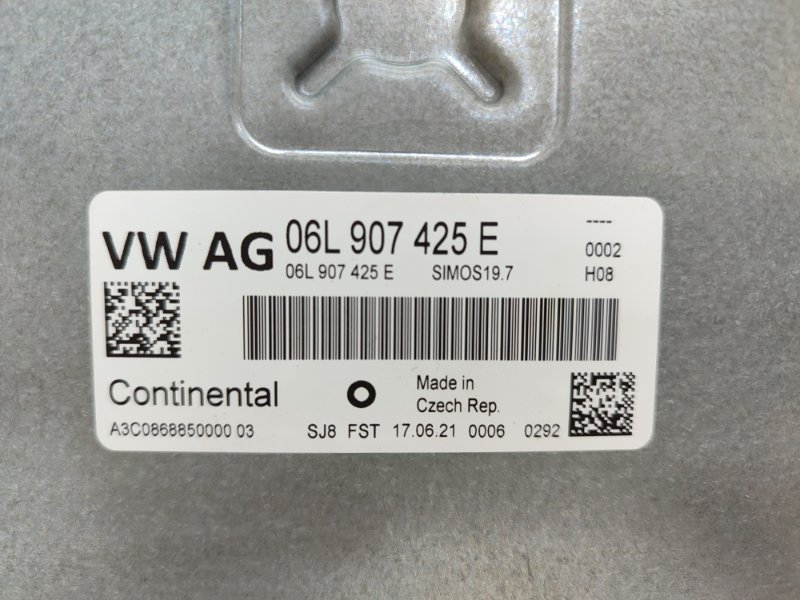 VW AG 06L 907 425 E ----
06L 907 425 E SIMOS19.7 0002
H08
Continental Made in
Czech Rep.
A3C0868850000 03 SJ8 FST 17.06.21 0006 0292